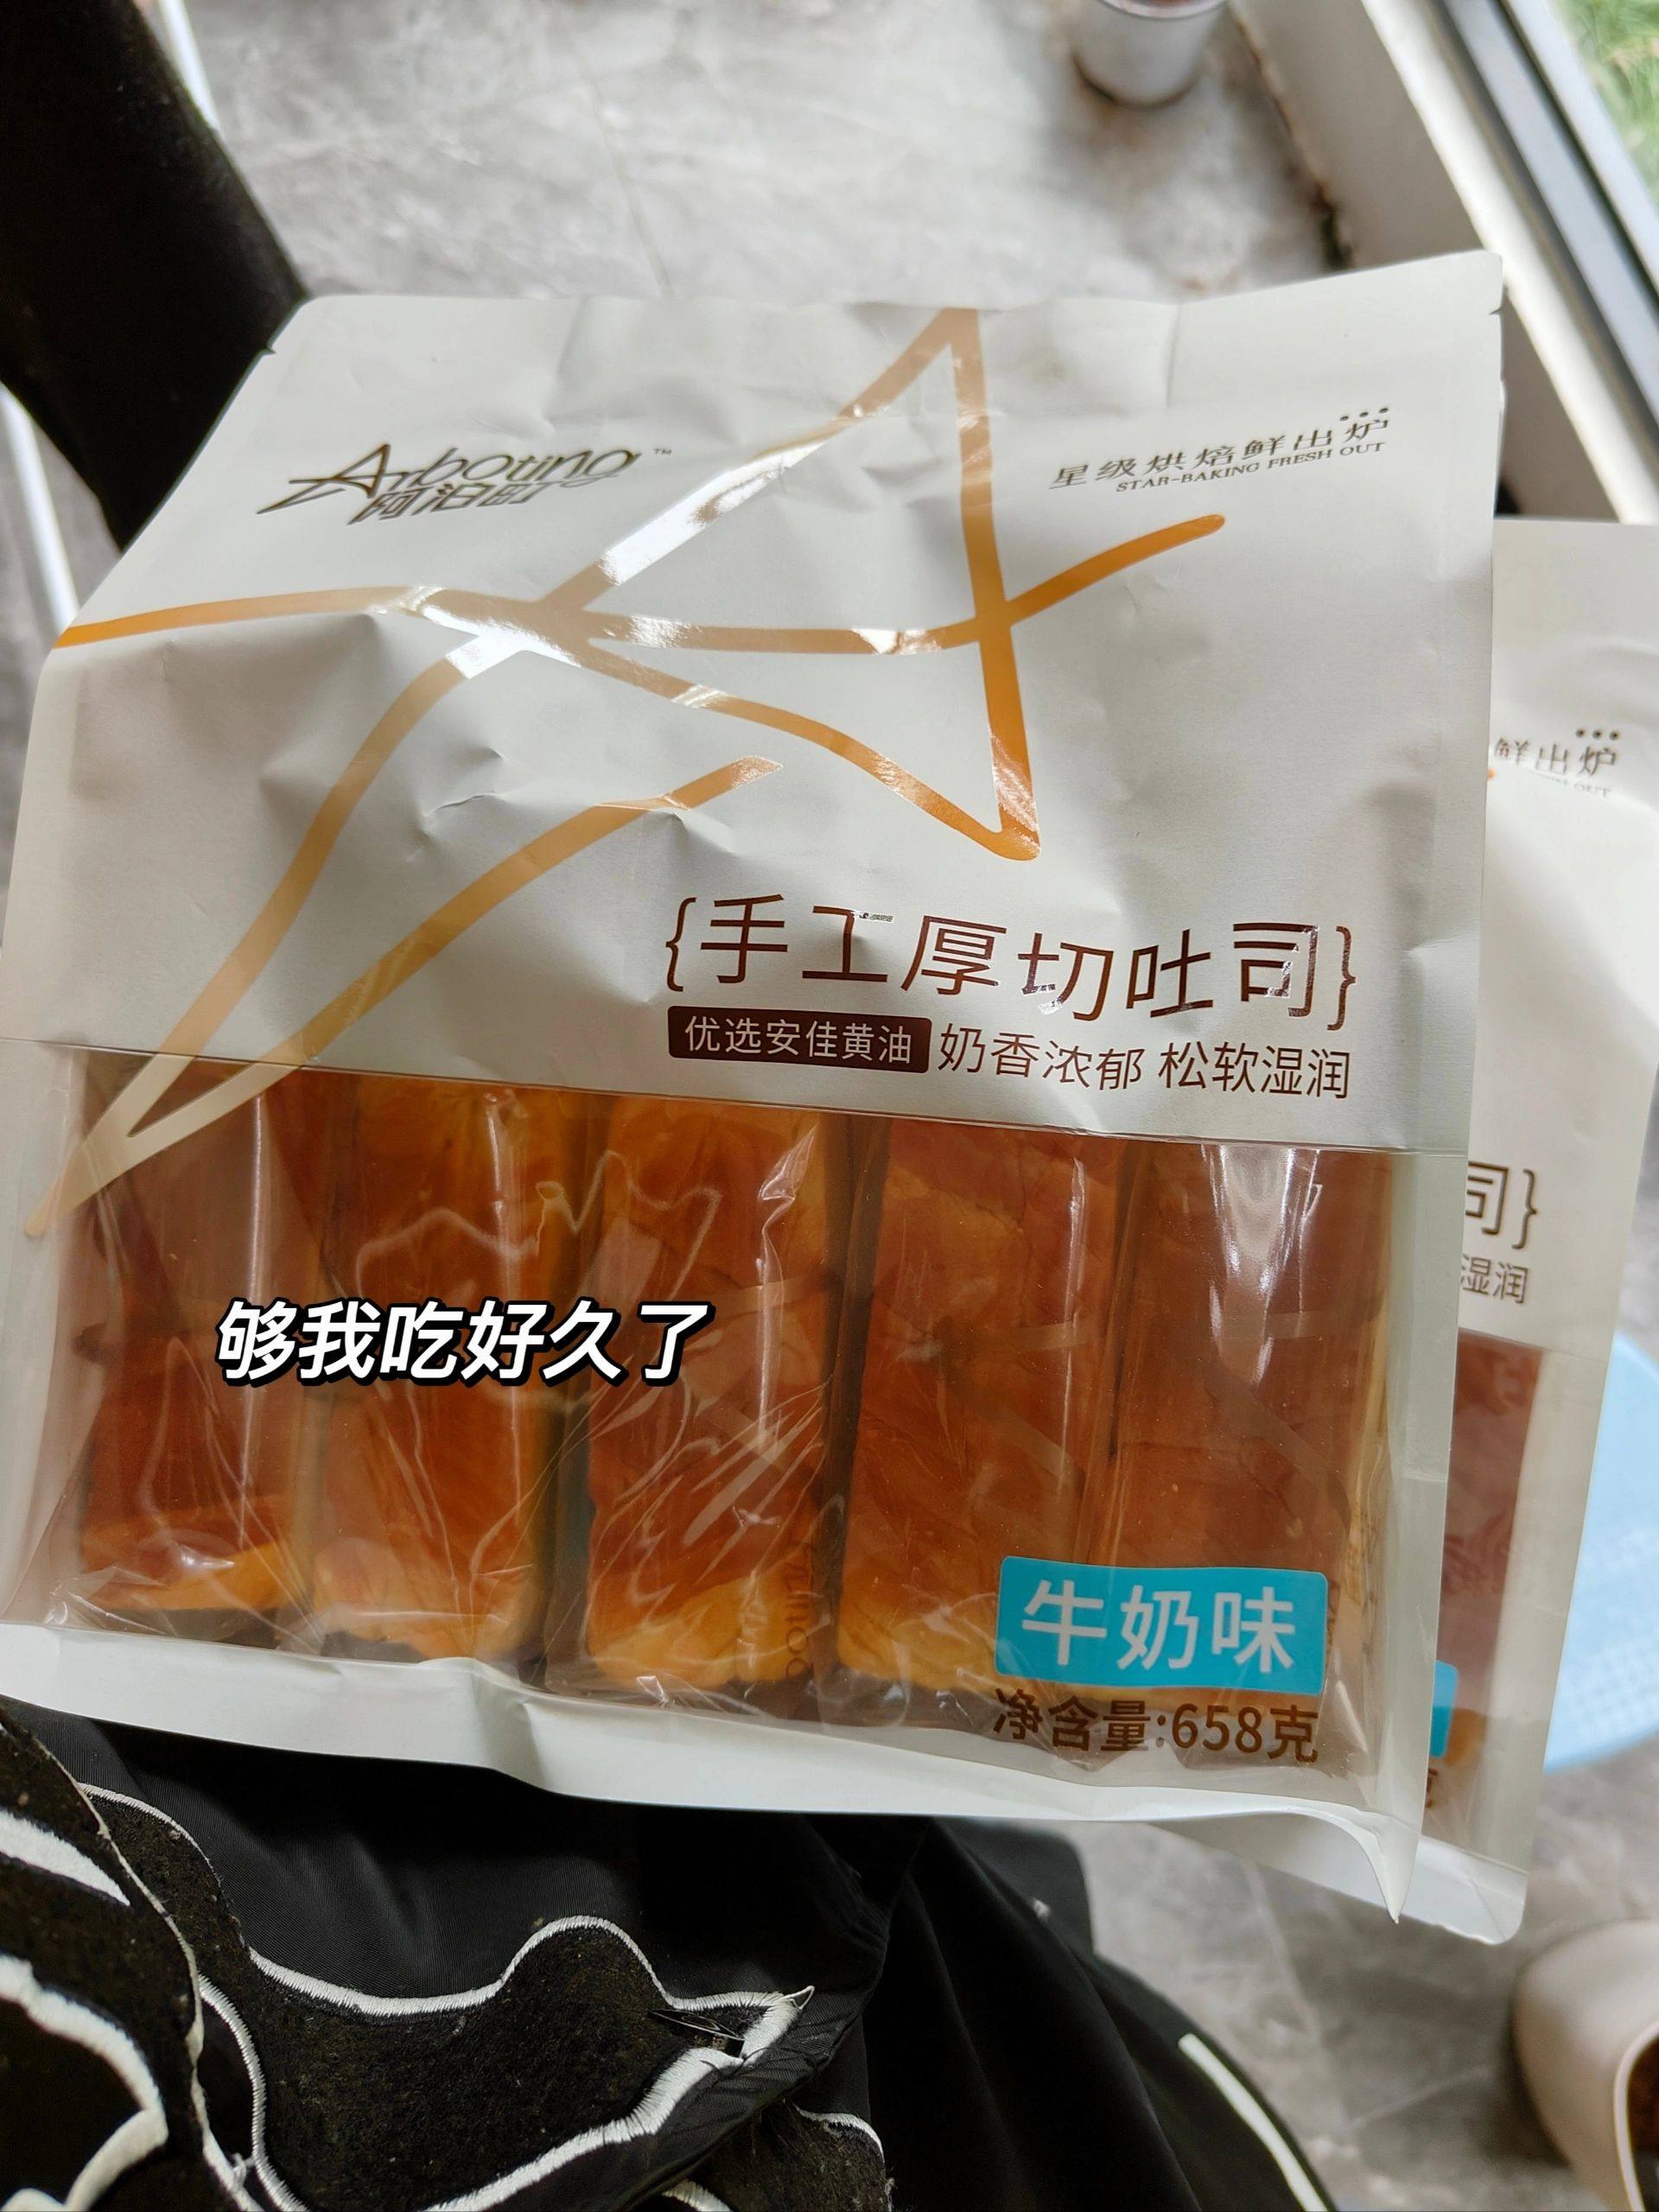 Arboting™
阿泊町
星级烘焙鲜出炉
STAR-BAKING FRESH OUT
{手工厚切吐司}
优选安佳黄油 奶香浓郁 松软湿润
够我吃好久了
牛奶味
净含量:658克
鲜出炉
OUT
司}
湿润